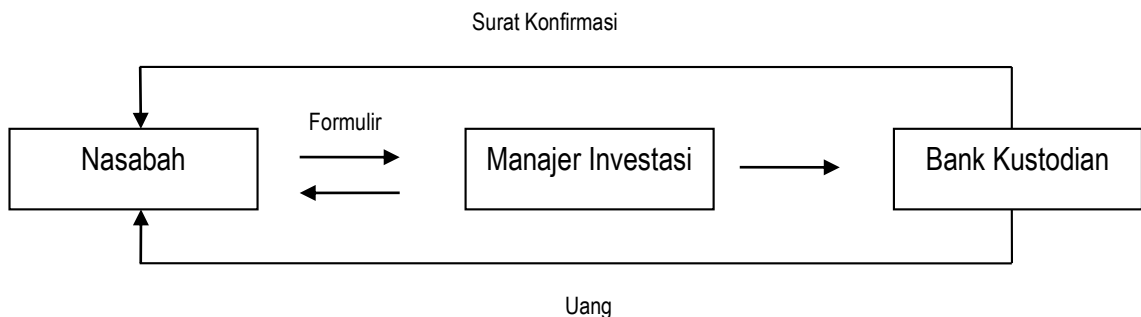 Surat Konfirmasi
Formulir
Nasabah
Manajer Investasi
Bank Kustodian
Uang